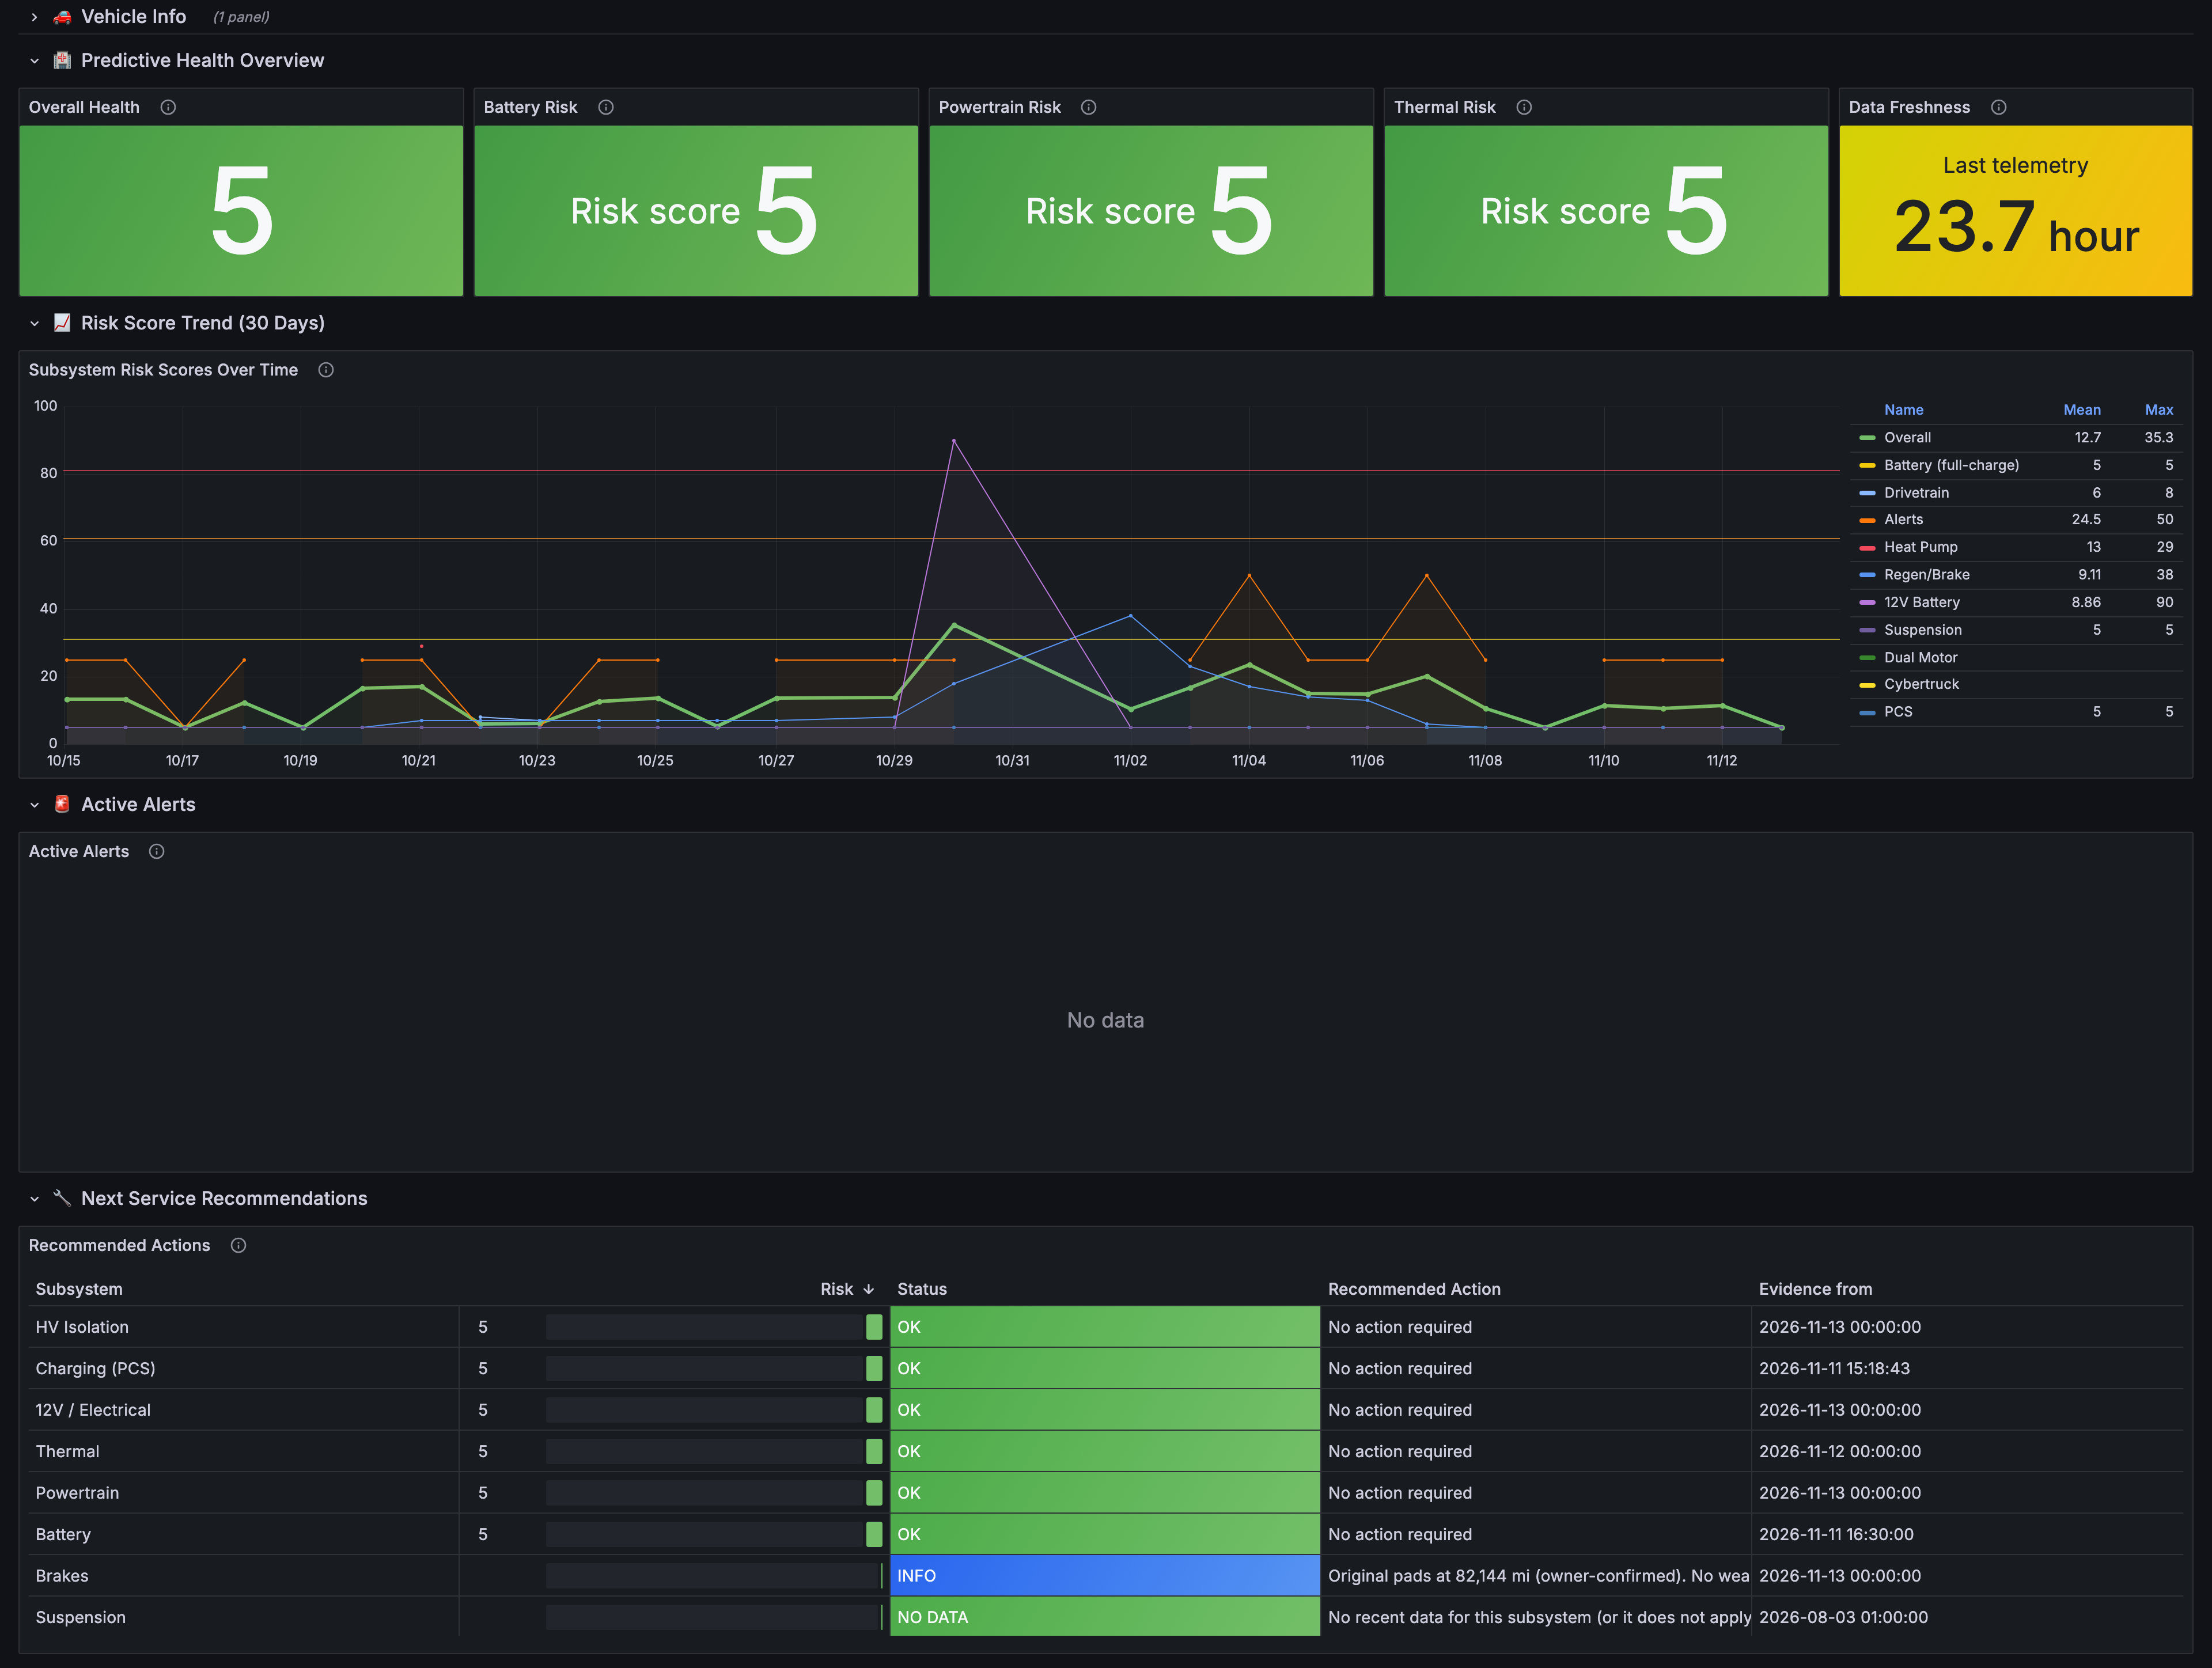 Vehicle Info (1 panel)
Predictive Health Overview
Overall Health
5
Battery Risk
Risk score 5
Powertrain Risk
Risk score 5
Thermal Risk
Risk score 5
Data Freshness
Last telemetry
23.7 hour
Risk Score Trend (30 Days)
Subsystem Risk Scores Over Time
100
80
60
40
20
0
10/15 10/17 10/19 10/21 10/23 10/25 10/27 10/29 10/31 11/02 11/04 11/06 11/08 11/10 11/12
Name Mean Max
Overall 12.7 35.3
Battery (full-charge) 5 5
Drivetrain 6 8
Alerts 24.5 50
Heat Pump 13 29
Regen/Brake 9.11 38
12V Battery 8.86 90
Suspension 5 5
Dual Motor
Cybertruck
PCS 5 5
Active Alerts
Active Alerts
No data
Next Service Recommendations
Recommended Actions
Subsystem Risk Status Recommended Action Evidence from
HV Isolation 5 OK No action required 2026-11-13 00:00:00
Charging (PCS) 5 OK No action required 2026-11-11 15:18:43
12V / Electrical 5 OK No action required 2026-11-13 00:00:00
Thermal 5 OK No action required 2026-11-12 00:00:00
Powertrain 5 OK No action required 2026-11-13 00:00:00
Battery 5 OK No action required 2026-11-11 16:30:00
Brakes INFO Original pads at 82,144 mi (owner-confirmed). No wea 2026-11-13 00:00:00
Suspension NO DATA No recent data for this subsystem (or it does not apply 2026-08-03 01:00:00